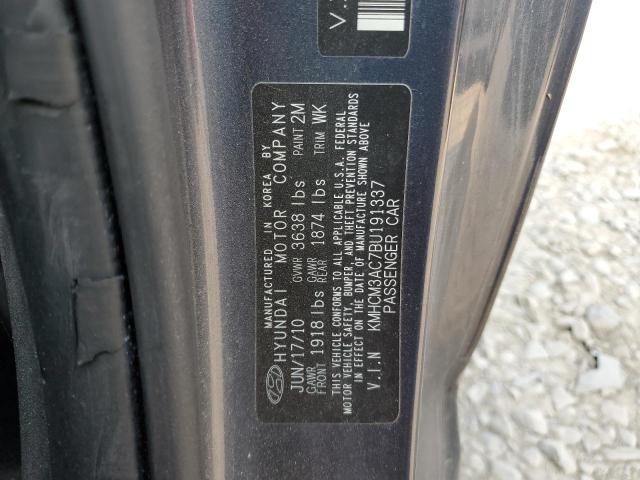 V.
MANUFACTURED IN KOREA BY
HYUNDAI MOTOR COMPANY
JUN/17/10 GVWR 3638 lbs PAINT 2M
GAWR FRONT 1918 lbs GAWR REAR 1874 lbs TRIM WK
THIS VEHICLE CONFORMS TO ALL APPLICABLE U.S.A. FEDERAL
MOTOR VEHICLE SAFETY, BUMPER, AND THEFT PREVENTION STANDARDS
IN EFFECT ON THE DATE OF MANUFACTURE SHOWN ABOVE
V.I.N KMHCM3AC7BU191337
PASSENGER CAR